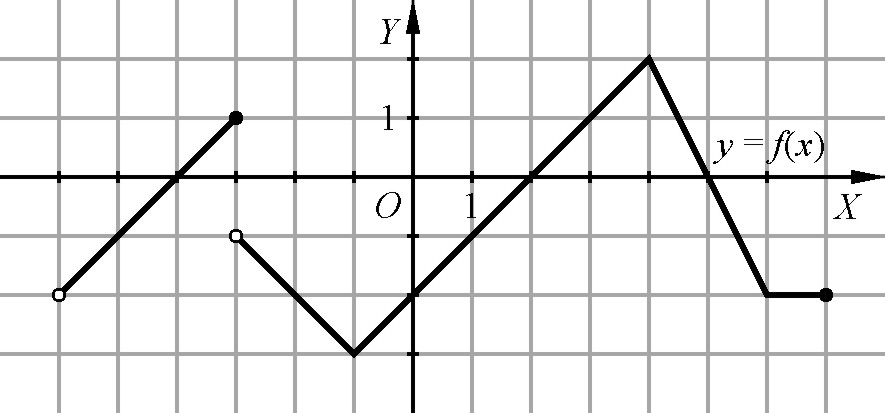 Y
1
y = f(x)
O
1
X